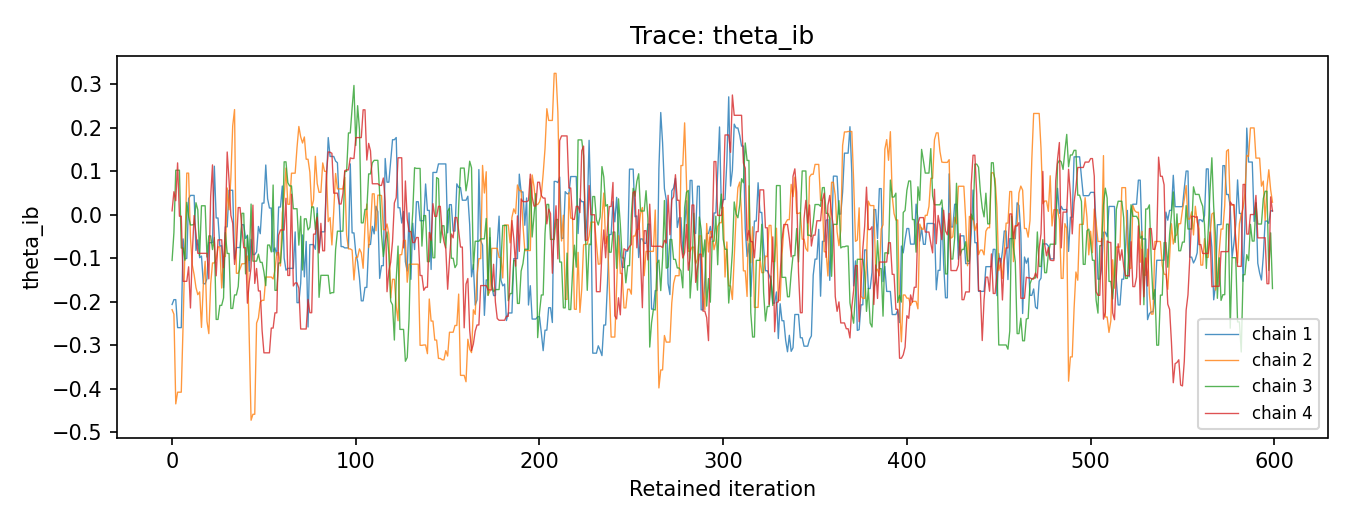 Trace: theta_ib
theta_ib
0.3
0.2
0.1
0.0
−0.1
−0.2
−0.3
−0.4
−0.5
0 100 200 300 400 500 600
Retained iteration
chain 1
chain 2
chain 3
chain 4